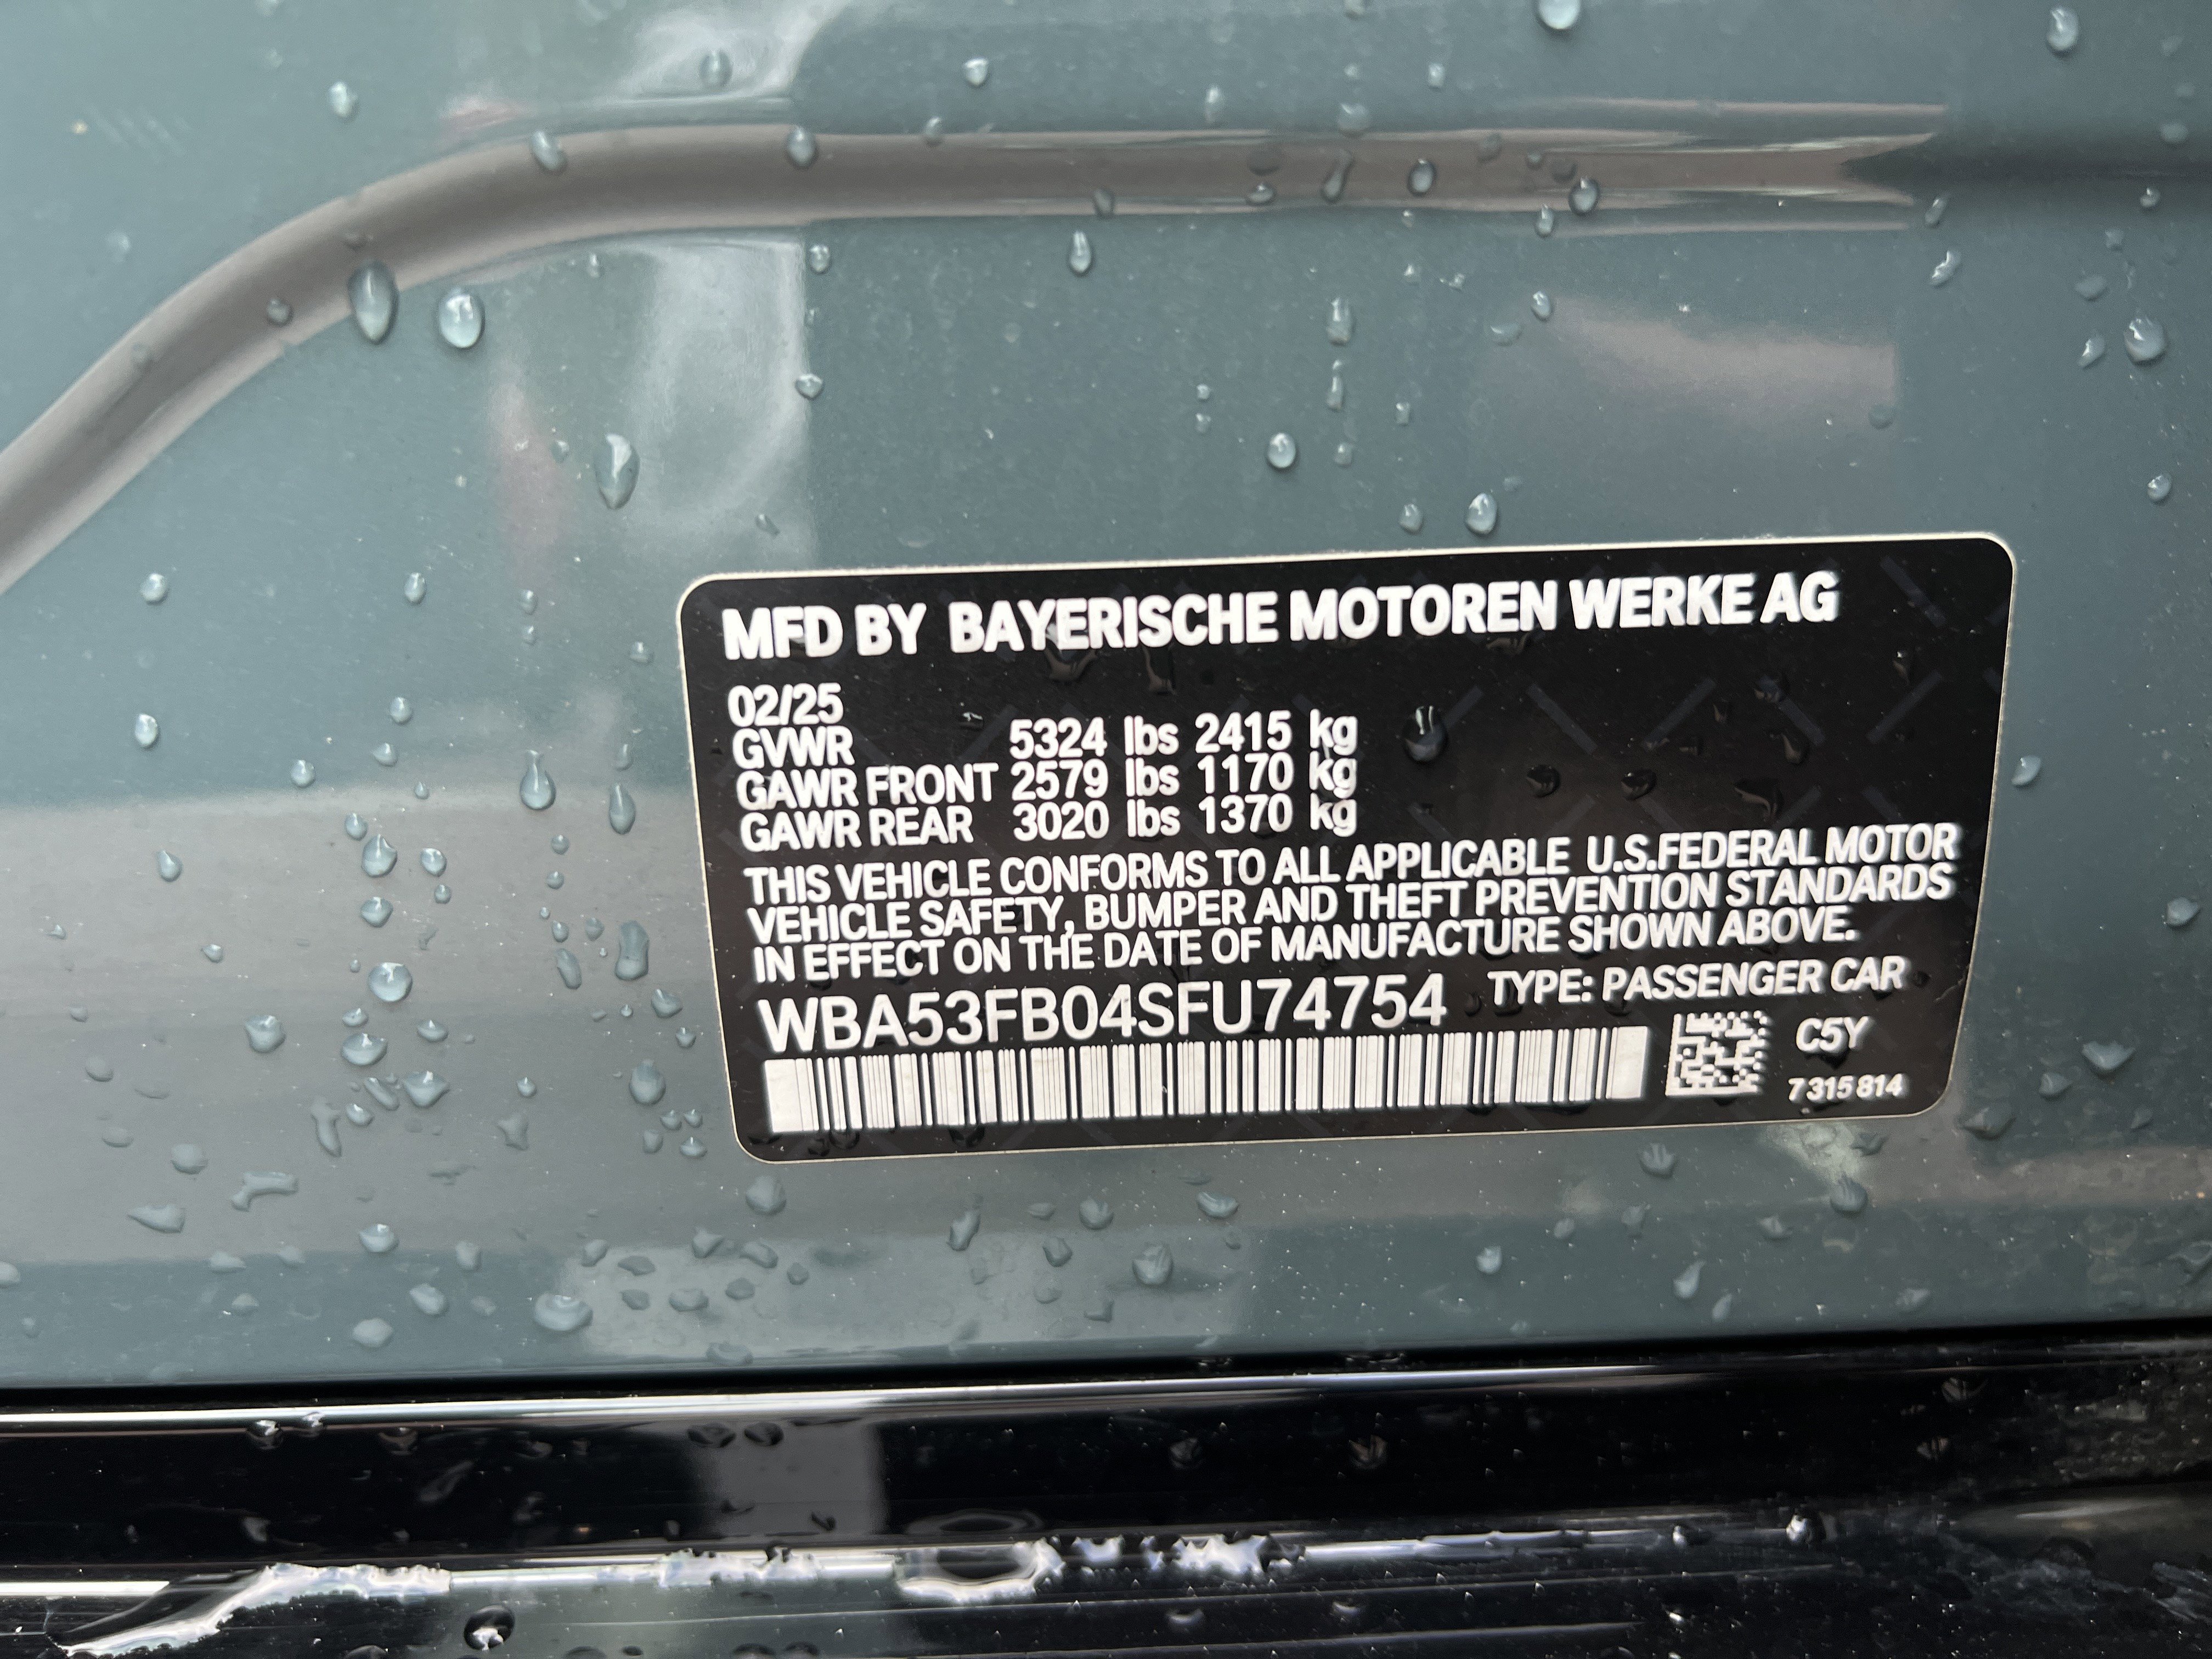 MFD BY BAYERISCHE MOTOREN WERKE AG
02/25
GVWR 5324 lbs 2415 kg
GAWR FRONT 2579 lbs 1170 kg
GAWR REAR 3020 lbs 1370 kg
THIS VEHICLE CONFORMS TO ALL APPLICABLE U.S.FEDERAL MOTOR
VEHICLE SAFETY, BUMPER AND THEFT PREVENTION STANDARDS
IN EFFECT ON THE DATE OF MANUFACTURE SHOWN ABOVE.
WBA53FB04SFU74754 TYPE: PASSENGER CAR
C5Y
7 315 814